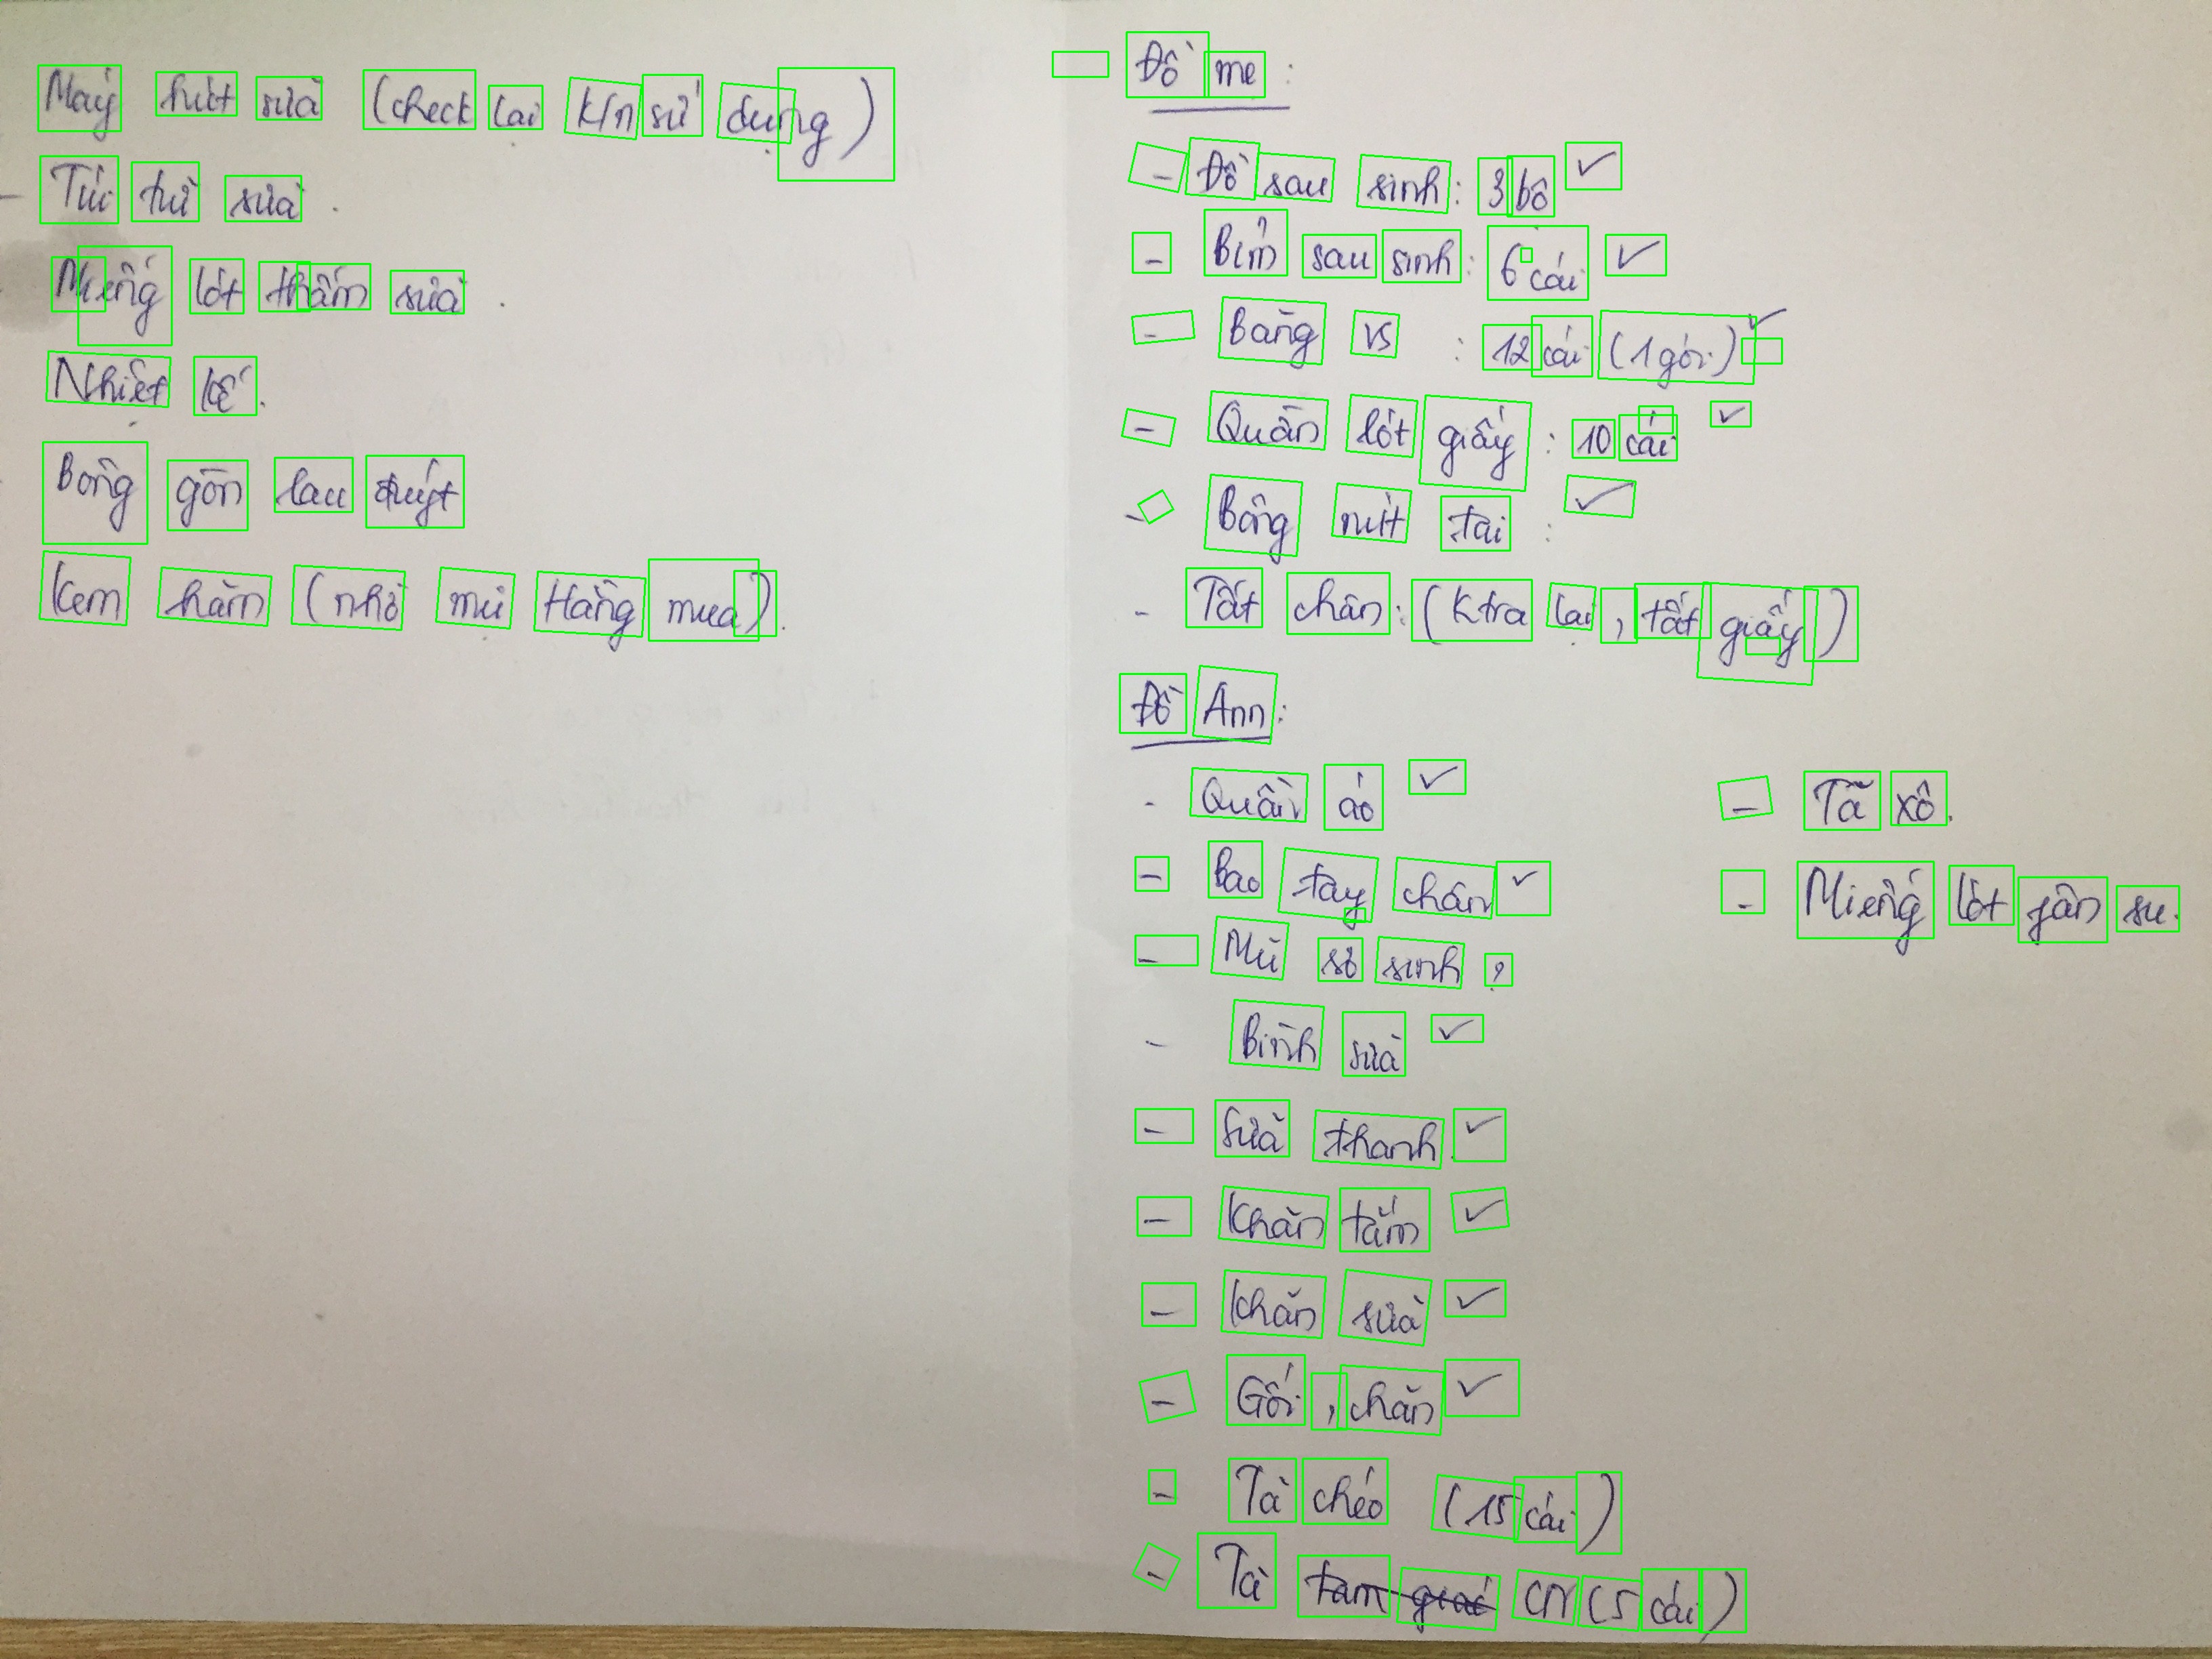 Máy hút sữa (check lại k/n sử dụng)
- Túi trữ sữa.
Miếng lót thấm sữa.
Nhiệt kế.
Bông gòn lau đuýt
Kem hăm (nhờ mù Hằng mua).
Đồ mẹ:
- Đồ sau sinh: 3 bộ ✓
- Bỉm sau sinh: 6 cái ✓
- Băng vs : 12 cái (1 gói) ✓
- Quần lót giấy : 10 cái ✓
- Bông nút tai : ✓
- Tất chân: (ktra lại, tất giấy)
Đồ Ann:
- Quần áo ✓
- Bao tay chân ✓
- Mũ sơ sinh ?
- Bình sữa ✓
- Sữa thanh. ✓
- Khăn tắm ✓
- Khăn sữa ✓
- Gối, chăn ✓
- Tã chéo (15 cái)
- Tã tam giác CN (5 cái)
- Tã xô.
- Miếng lót sân su.